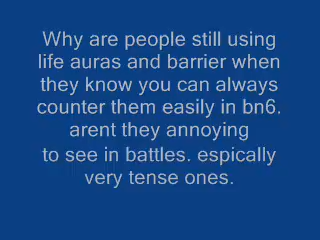 Why are people still using
life auras and barrier when
they know you can always
counter them easily in bn6.
arent they annoying
to see in battles. espically
very tense ones.